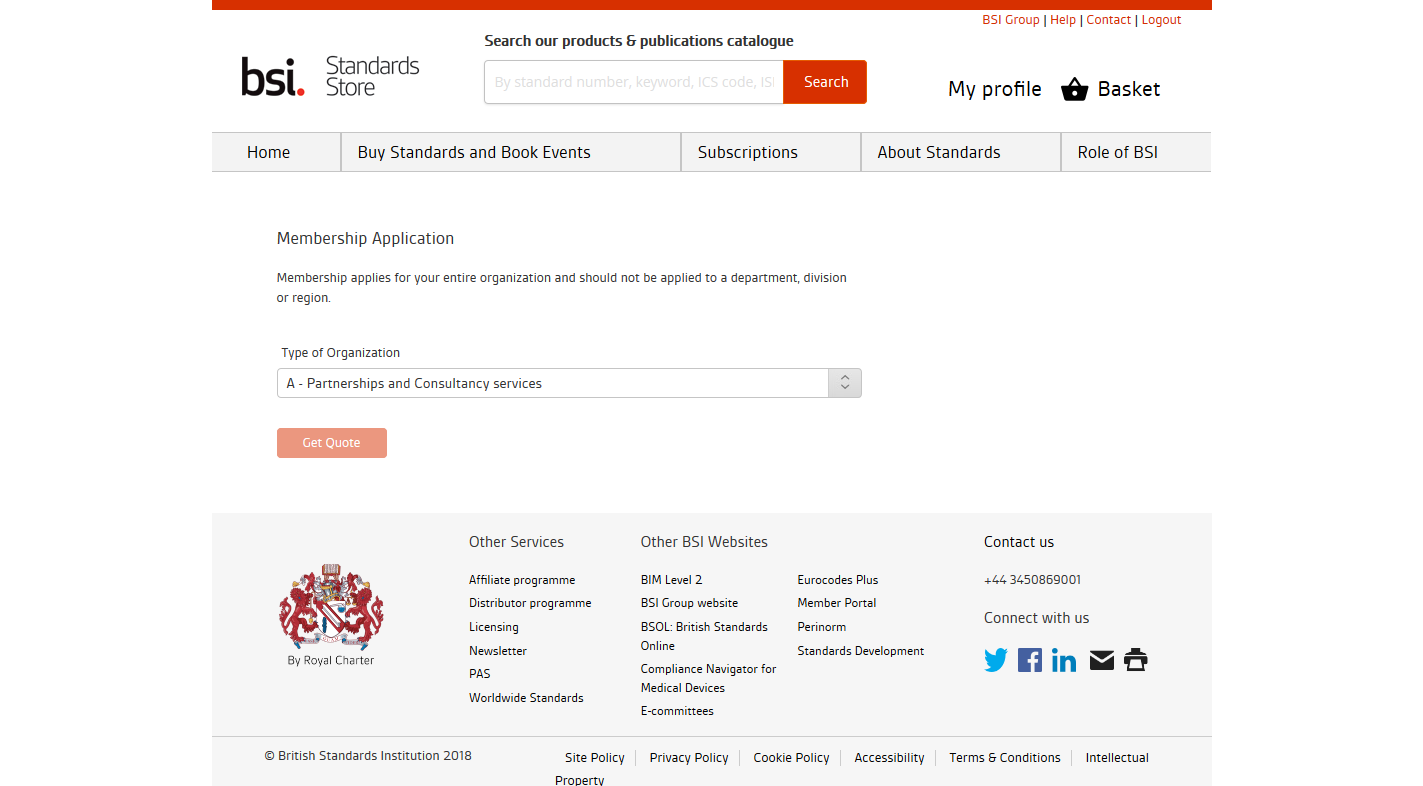 BSI Group | Help | Contact | Logout
Search our products & publications catalogue
bsi. Standards Store
By standard number, keyword, ICS code, ISI
Search
My profile
Basket
Home
Buy Standards and Book Events
Subscriptions
About Standards
Role of BSI
Membership Application
Membership applies for your entire organization and should not be applied to a department, division
or region.
Type of Organization
A - Partnerships and Consultancy services
Get Quote
By Royal Charter
Other Services
Affiliate programme
Distributor programme
Licensing
Newsletter
PAS
Worldwide Standards
Other BSI Websites
BIM Level 2
BSI Group website
BSOL: British Standards
Online
Compliance Navigator for
Medical Devices
E-committees
Eurocodes Plus
Member Portal
Perinorm
Standards Development
Contact us
+44 3450869001
Connect with us
© British Standards Institution 2018
Site Policy | Privacy Policy | Cookie Policy | Accessibility | Terms & Conditions | Intellectual
Property